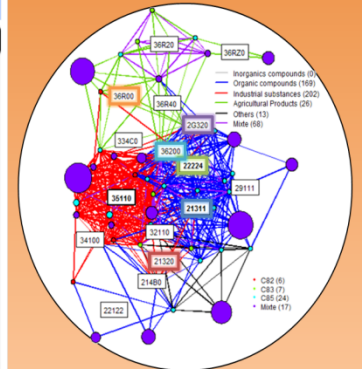 36R20
36RZ0
Inorganics compounds (0)
Organic compounds (169)
Industrial substances (202)
Agricultural Products (26)
Others (13)
Mixte (68)
36R00
36R40
2G320
334C0
36200
22224
29111
35110
21311
32110
34100
21320
214B0
22122
C82 (6)
C83 (7)
C85 (24)
Mixte (17)